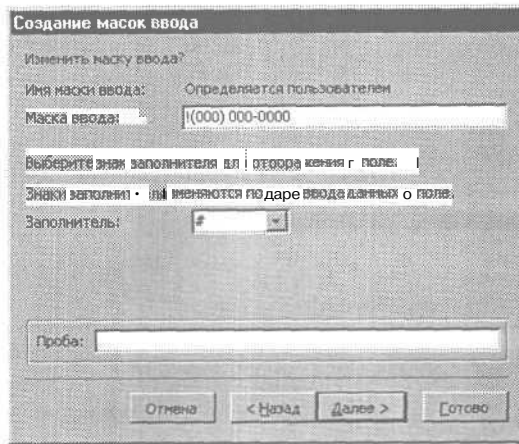 Создание масок ввода
Изменить маску ввода?
Имя маски ввода: Определяется пользователем
Маска ввода: !(000) 000-0000
Выберите знак заполнителя поле:
Знаки ввода данных поле.
Заполнитель: #
Проба:
Отмена < Назад Далее > Готово